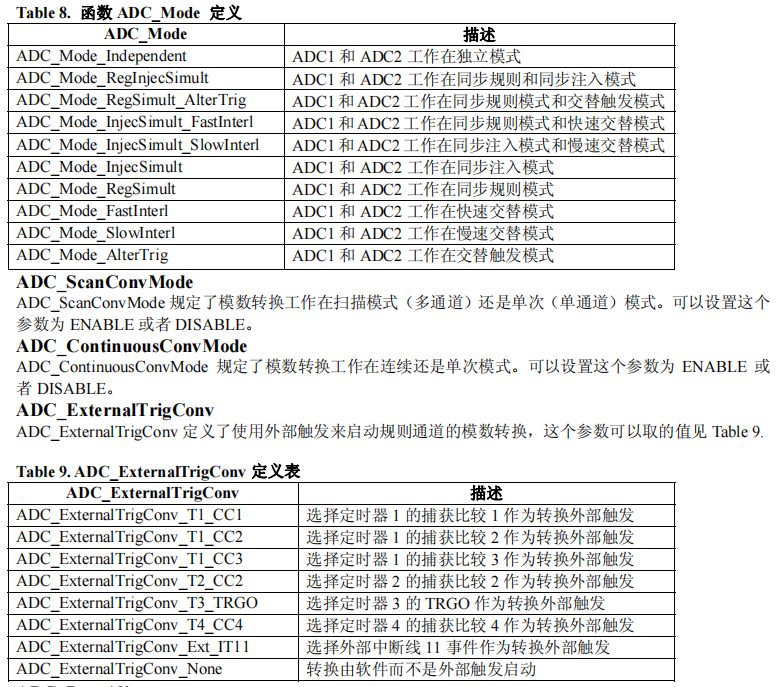 Table 8. 函数 ADC_Mode 定义
ADC_Mode 描述
ADC_Mode_Independent ADC1 和 ADC2 工作在独立模式
ADC_Mode_RegInjecSimult ADC1 和 ADC2 工作在同步规则和同步注入模式
ADC_Mode_RegSimult_AlterTrig ADC1 和 ADC2 工作在同步规则模式和交替触发模式
ADC_Mode_InjecSimult_FastInterl ADC1 和 ADC2 工作在同步规则模式和快速交替模式
ADC_Mode_InjecSimult_SlowInterl ADC1 和 ADC2 工作在同步注入模式和慢速交替模式
ADC_Mode_InjecSimult ADC1 和 ADC2 工作在同步注入模式
ADC_Mode_RegSimult ADC1 和 ADC2 工作在同步规则模式
ADC_Mode_FastInterl ADC1 和 ADC2 工作在快速交替模式
ADC_Mode_SlowInterl ADC1 和 ADC2 工作在慢速交替模式
ADC_Mode_AlterTrig ADC1 和 ADC2 工作在交替触发模式
ADC_ScanConvMode
ADC_ScanConvMode 规定了模数转换工作在扫描模式（多通道）还是单次（单通道）模式。可以设置这个
参数为 ENABLE 或者 DISABLE。
ADC_ContinuousConvMode
ADC_ContinuousConvMode 规定了模数转换工作在连续还是单次模式。可以设置这个参数为 ENABLE 或
者 DISABLE。
ADC_ExternalTrigConv
ADC_ExternalTrigConv 定义了使用外部触发来启动规则通道的模数转换，这个参数可以取的值见 Table 9.
Table 9. ADC_ExternalTrigConv 定义表
ADC_ExternalTrigConv 描述
ADC_ExternalTrigConv_T1_CC1 选择定时器 1 的捕获比较 1 作为转换外部触发
ADC_ExternalTrigConv_T1_CC2 选择定时器 1 的捕获比较 2 作为转换外部触发
ADC_ExternalTrigConv_T1_CC3 选择定时器 1 的捕获比较 3 作为转换外部触发
ADC_ExternalTrigConv_T2_CC2 选择定时器 2 的捕获比较 2 作为转换外部触发
ADC_ExternalTrigConv_T3_TRGO 选择定时器 3 的 TRGO 作为转换外部触发
ADC_ExternalTrigConv_T4_CC4 选择定时器 4 的捕获比较 4 作为转换外部触发
ADC_ExternalTrigConv_Ext_IT11 选择外部中断线 11 事件作为转换外部触发
ADC_ExternalTrigConv_None 转换由软件而不是外部触发启动